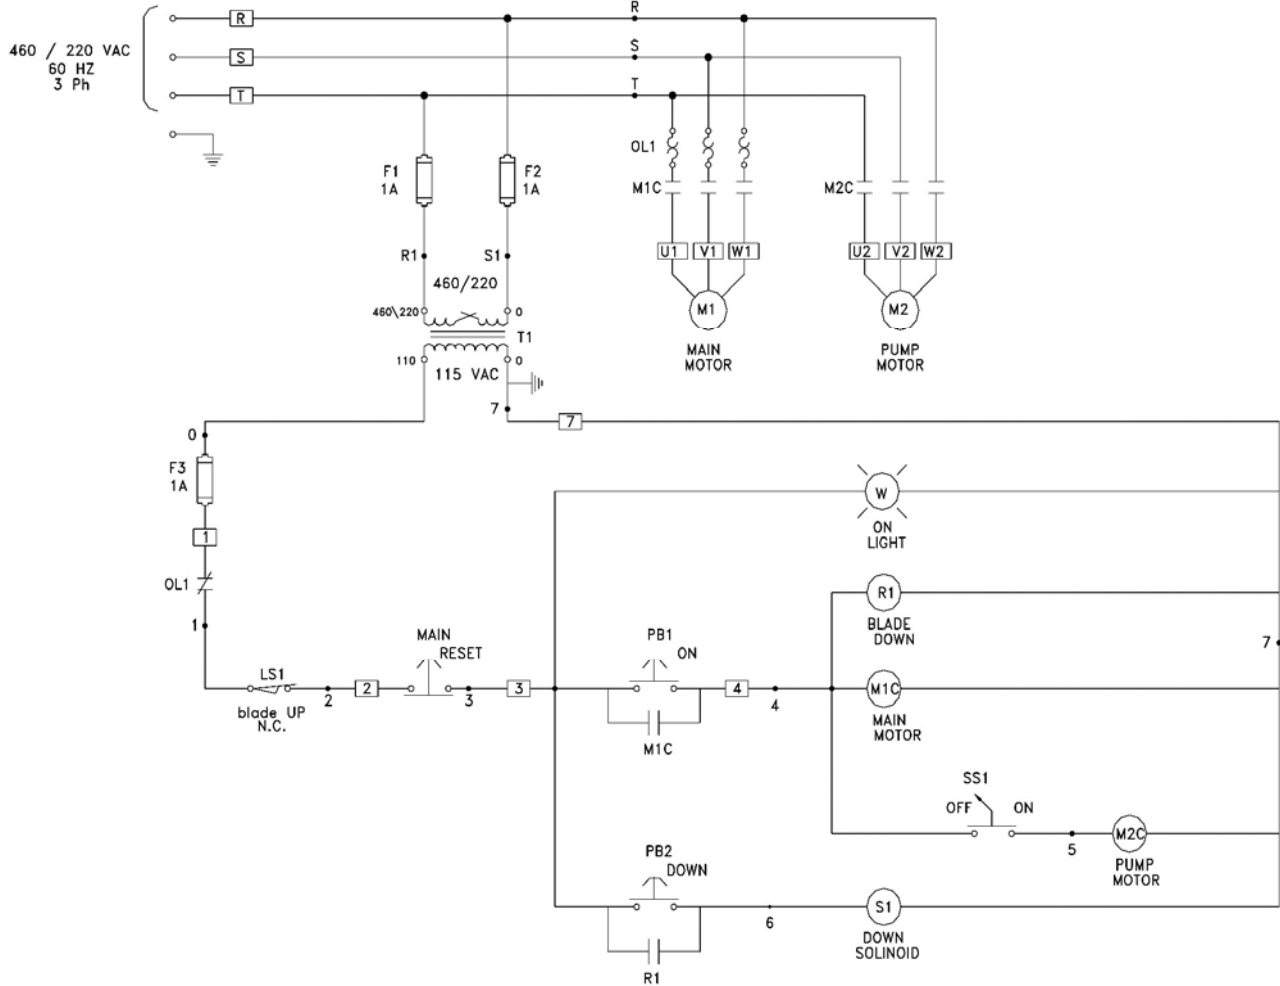 R
R
460 / 220 VAC
60 HZ
3 Ph
S
S
T
T
OL1
F1
1A
F2
1A
M1C
M2C
R1
S1
U1
V1
W1
U2
V2
W2
460/220
460\220
0
M1
M2
T1
MAIN
MOTOR
PUMP
MOTOR
110
0
115 VAC
7
7
0
F3
1A
W
ON
LIGHT
1
OL1
R1
BLADE
DOWN
1
MAIN
RESET
PB1
ON
7
LS1
2
2
3
3
4
4
blade UP
N.C.
M1C
MAIN
MOTOR
M1C
SS1
OFF
ON
5
M2C
PUMP
MOTOR
PB2
DOWN
6
S1
DOWN
SOLINOID
R1